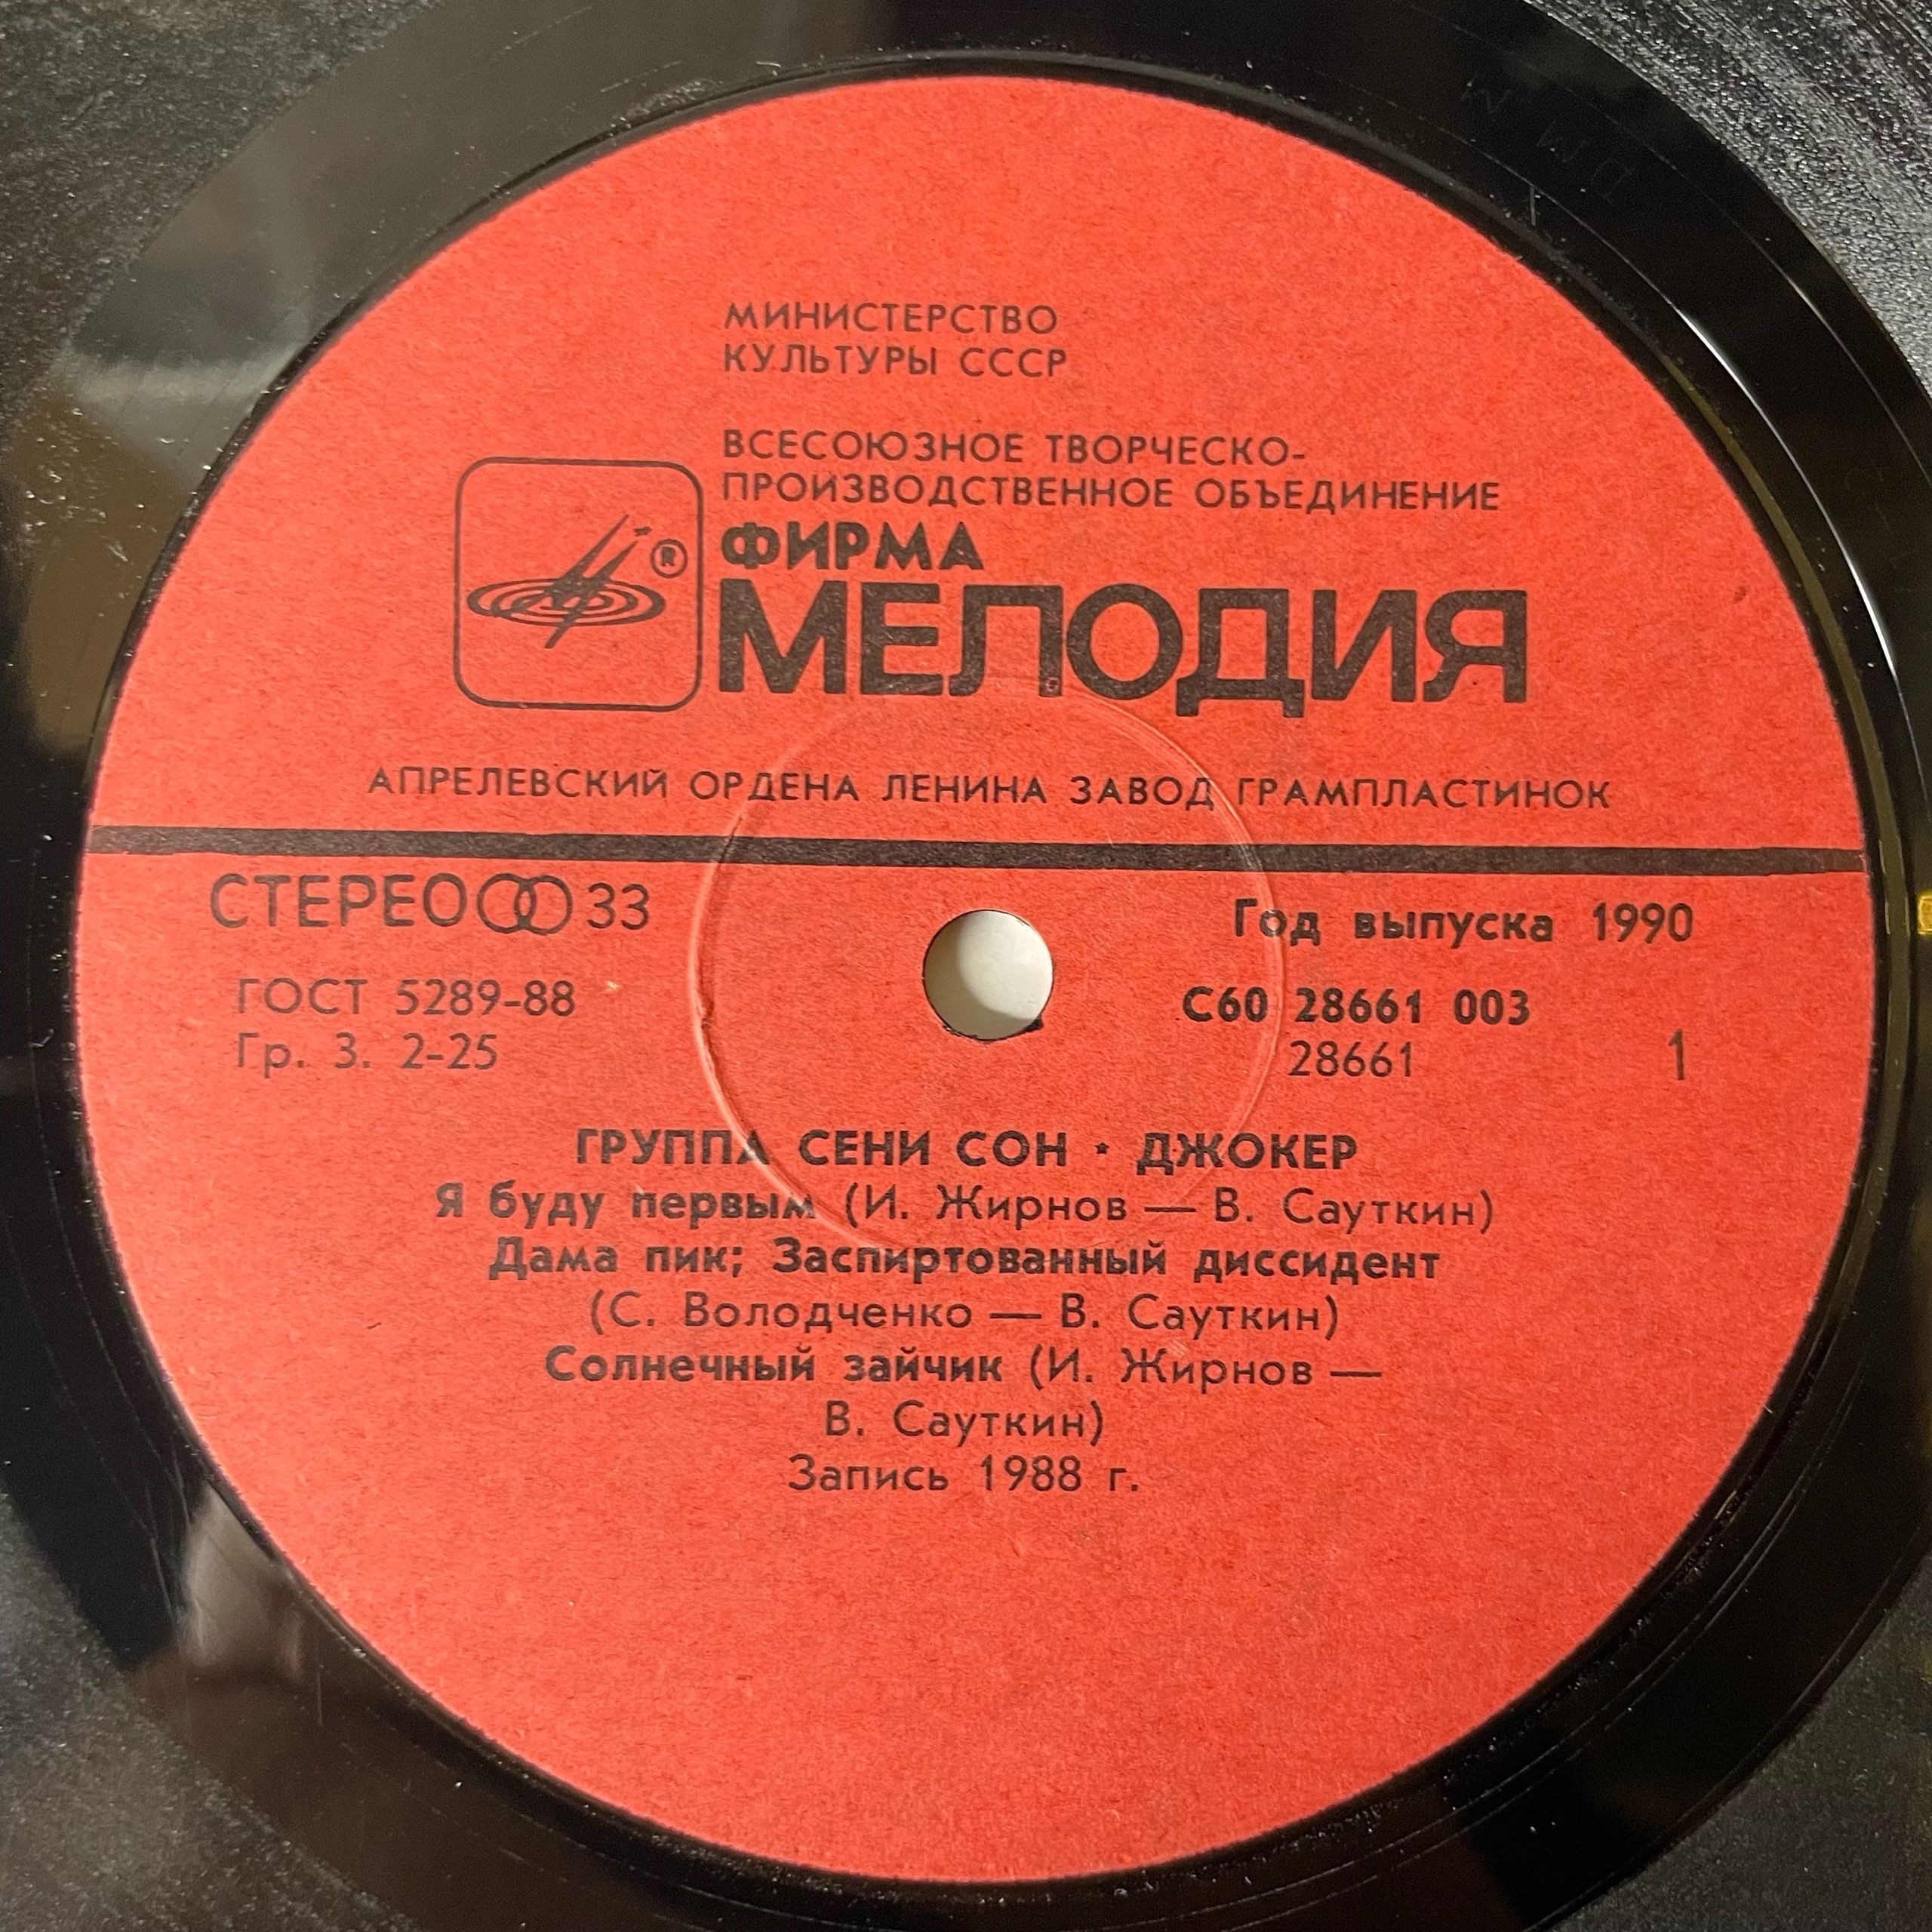 МИНИСТЕРСТВО
КУЛЬТУРЫ СССР
ВСЕСОЮЗНОЕ ТВОРЧЕСКО-
ПРОИЗВОДСТВЕННОЕ ОБЪЕДИНЕНИЕ
ФИРМА
®
МЕЛОДИЯ
АПРЕЛЕВСКИЙ ОРДЕНА ЛЕНИНА ЗАВОД ГРАМПЛАСТИНОК
СТЕРЕО 33
Год выпуска 1990
ГОСТ 5289-88
С60 28661 003
Гр. 3. 2-25
28661
1
ГРУППА СЕНИ СОН · ДЖОКЕР
Я буду первым (И. Жирнов — В. Сауткин)
Дама пик; Заспиртованный диссидент
(С. Володченко — В. Сауткин)
Солнечный зайчик (И. Жирнов —
В. Сауткин)
Запись 1988 г.